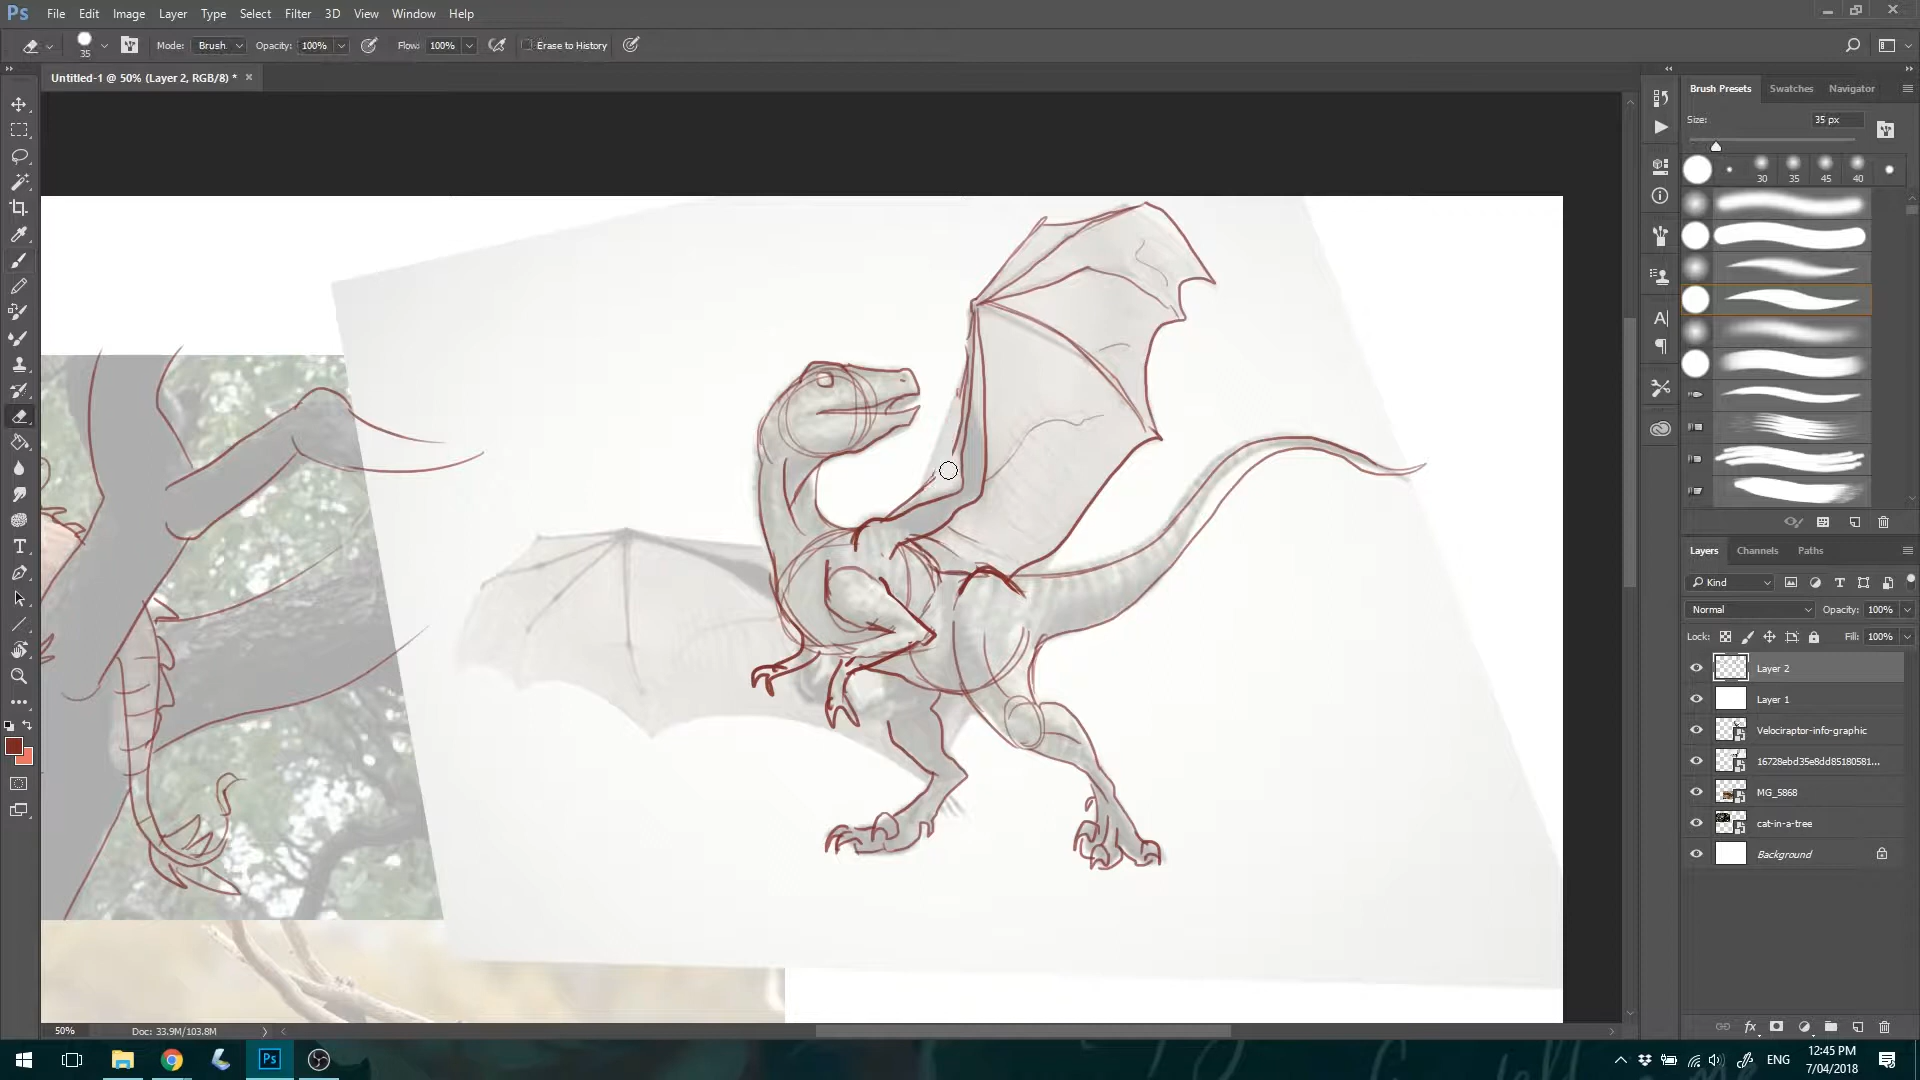 Ps File Edit Image Layer Type Select Filter 3D View Window Help
35 Mode: Brush Opacity: 100% Flow: 100% Erase to History
Untitled-1 @ 50% (Layer 2, RGB/8) * ×
Brush Presets Swatches Navigator
Size: 35 px
30 35 45 40
Layers Channels Paths
Kind
Normal Opacity: 100%
Lock: Fill: 100%
Layer 2
Layer 1
Velociraptor-info-graphic
16728ebd35e8dd85180581...
MG_5868
cat-in-a-tree
Background
50% Doc: 33.9M/103.8M
Ps ENG 12:45 PM
7/04/2018